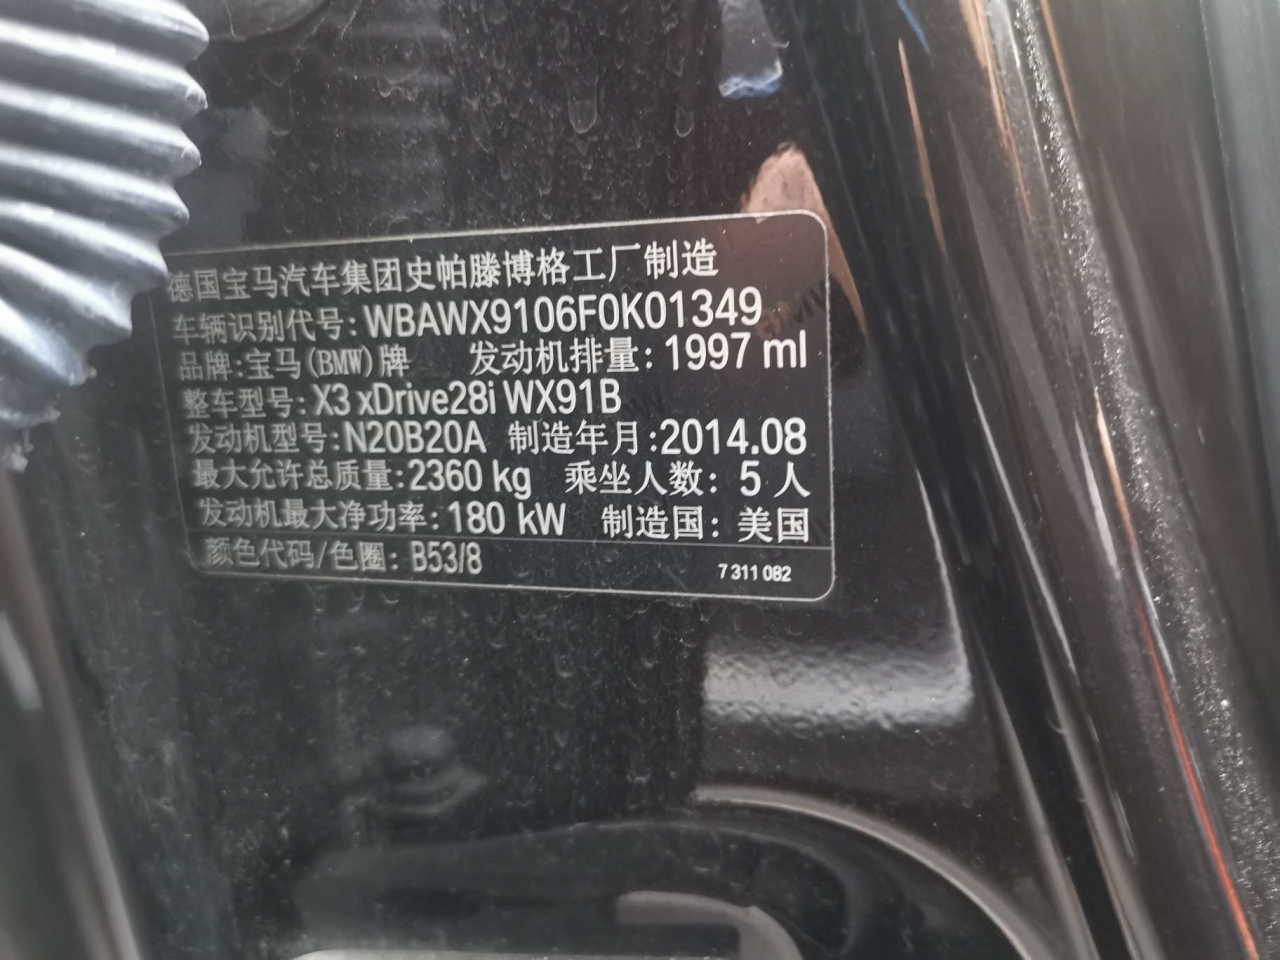 德国宝马汽车集团史帕滕博格工厂制造
车辆识别代号: WBAWX9106F0K01349
品牌:宝马(BMW)牌 发动机排量: 1997 ml
整车型号: X3 xDrive28i WX91B
发动机型号: N20B20A 制造年月:2014.08
最大允许总质量:2360 kg 乘坐人数: 5 人
发动机最大净功率: 180 kW 制造国: 美国
颜色代码/色圈: B53/8
7 311 082